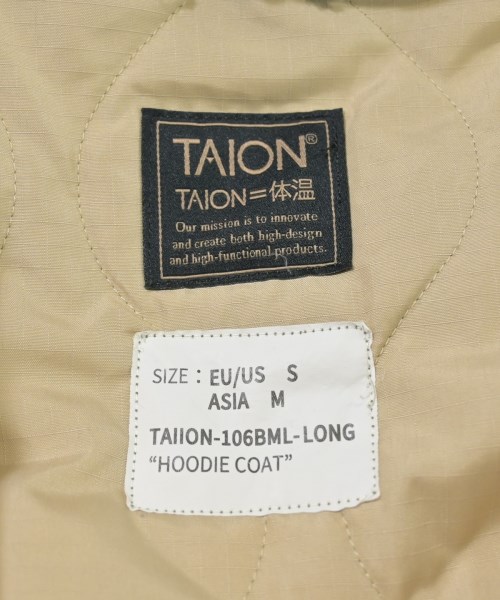 TAION®
TAION=体温
Our mission is to innovate
and create both high-design
and high-functional products.
SIZE : EU/US S
ASIA M
TAIION-106BML-LONG
“HOODIE COAT”